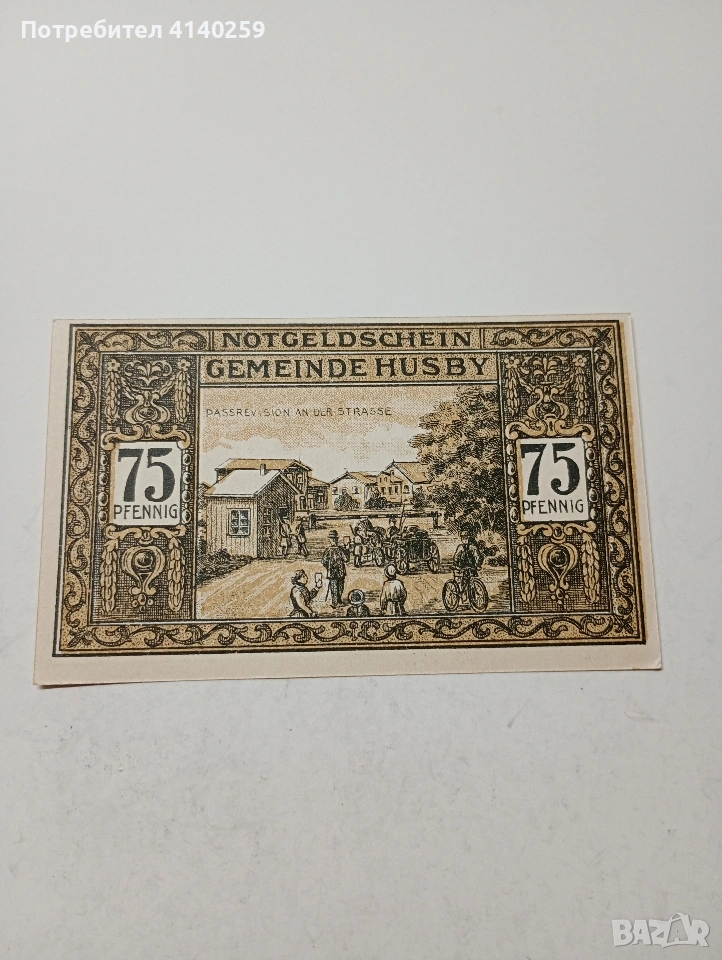 Потребител 4140259
NOTGELDSCHEIN
GEMEINDE HUSBY
PASSREVISION AN DER STRASSE
75
PFENNIG
75
PFENNIG
BAZAR